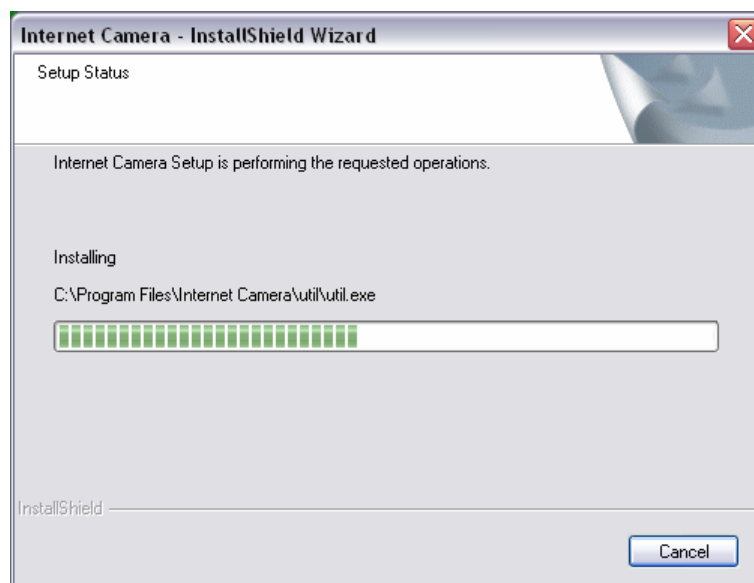 Internet Camera - InstallShield Wizard
Setup Status
Internet Camera Setup is performing the requested operations.
Installing
C:\Program Files\Internet Camera\util\util.exe
InstallShield
Cancel